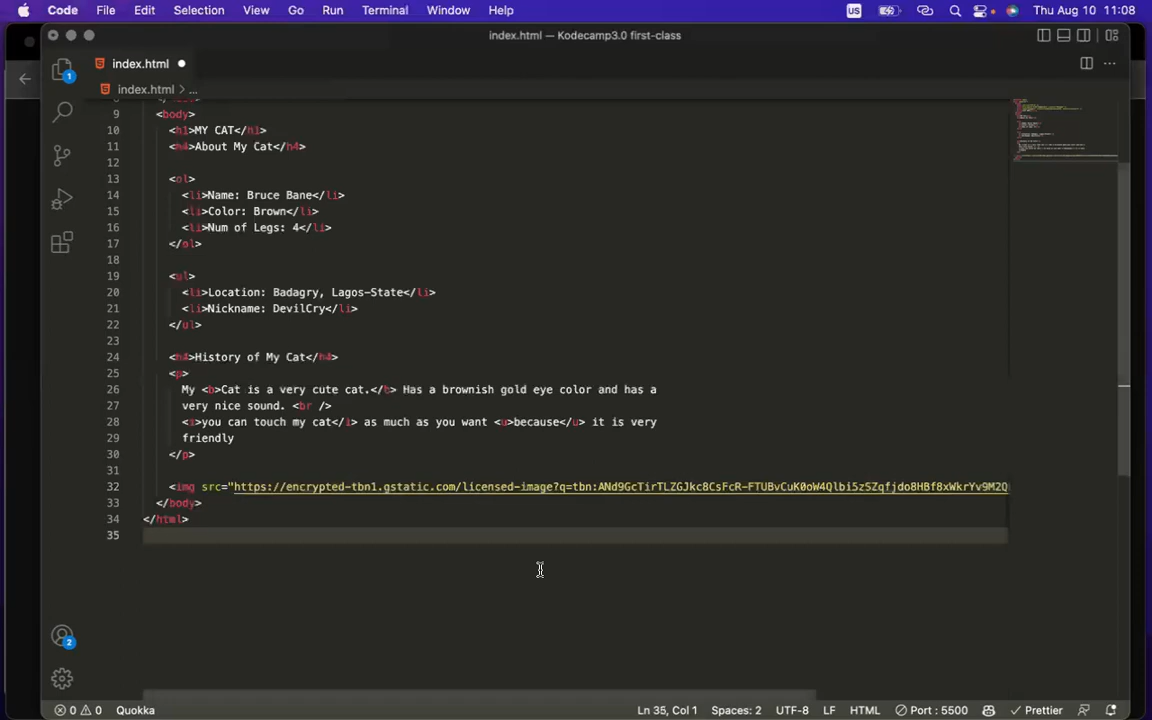 Code File Edit Selection View Go Run Terminal Window Help US Thu Aug 10 11:08
index.html — Kodecamp3.0 first-class
index.html
index.html > ...
9 <body>
10 <h1>MY CAT</h1>
11 <h4>About My Cat</h4>
12
13 <ol>
14 <li>Name: Bruce Bane</li>
15 <li>Color: Brown</li>
16 <li>Num of Legs: 4</li>
17 </ol>
18
19 <ul>
20 <li>Location: Badagry, Lagos-State</li>
21 <li>Nickname: DevilCry</li>
22 </ul>
23
24 <h4>History of My Cat</h4>
25 <p>
26 My <b>Cat is a very cute cat.</b> Has a brownish gold eye color and has a
27 very nice sound. <br />
28 <i>you can touch my cat</i> as much as you want <u>because</u> it is very
29 friendly
30 </p>
31
32 <img src="https://encrypted-tbn1.gstatic.com/licensed-image?q=tbn:ANd9GcTirTLZGJkc8CsFcR-FTUBvCuK0oW4Qlbi5zSZqfjdo8HBf8xWkrYv9M2Q
33 </body>
34 </html>
35
1
2
0 0 Quokka Ln 35, Col 1 Spaces: 2 UTF-8 LF HTML Port : 5500 Prettier